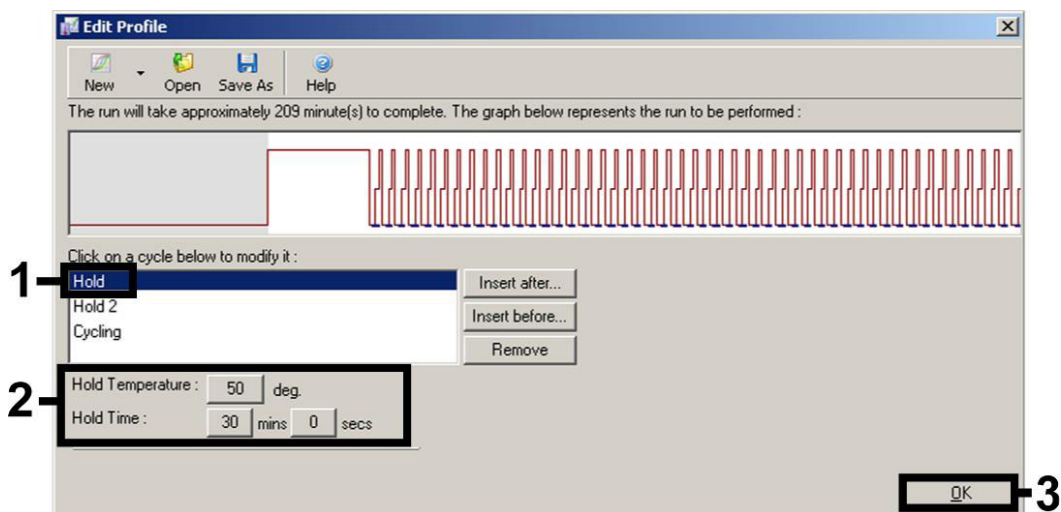 Edit Profile
New Open Save As Help
The run will take approximately 209 minute(s) to complete. The graph below represents the run to be performed :
Click on a cycle below to modify it :
1 Hold Insert after...
Hold 2 Insert before...
Cycling
Remove
2 Hold Temperature : 50 deg.
Hold Time : 30 mins 0 secs
OK 3